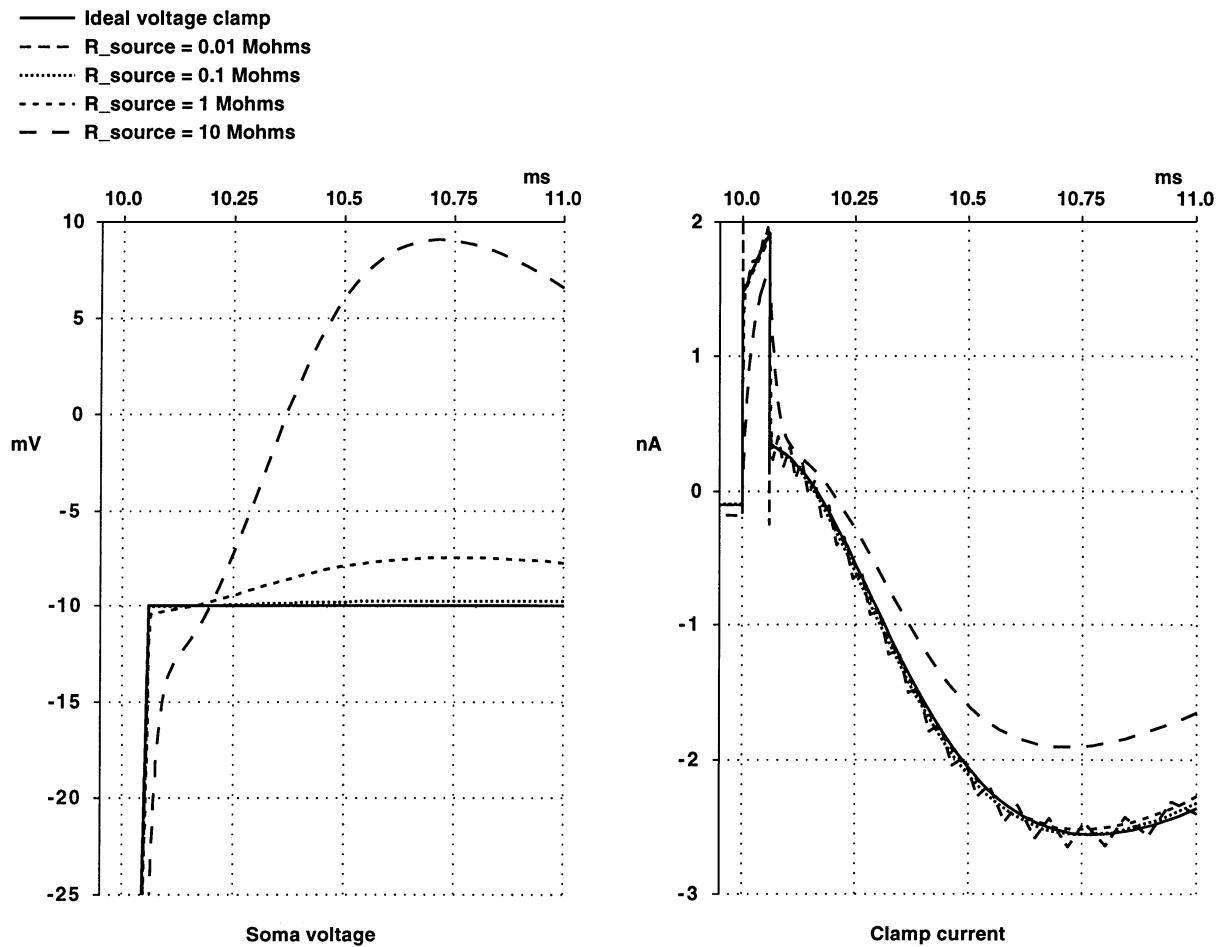 Ideal voltage clamp
R_source = 0.01 Mohms
R_source = 0.1 Mohms
R_source = 1 Mohms
R_source = 10 Mohms
ms
10.0 10.25 10.5 10.75 11.0
10
5
0
mV
-5
-10
-15
-20
-25
Soma voltage
ms
10.0 10.25 10.5 10.75 11.0
2
1
nA
0
-1
-2
-3
Clamp current